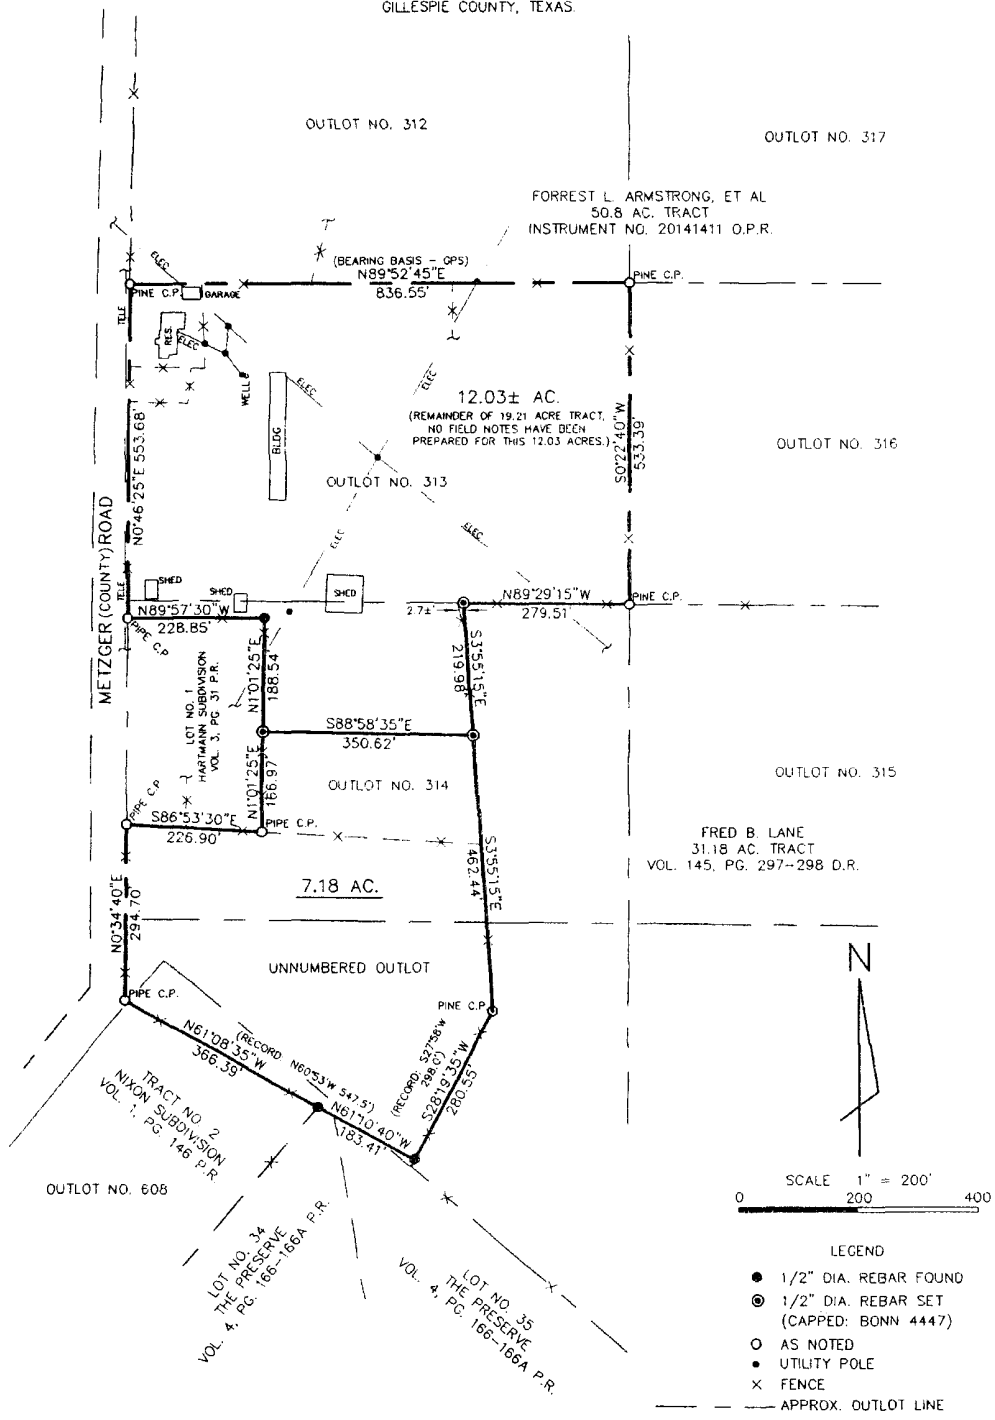 GILLESPIE COUNTY, TEXAS.
OUTLOT NO. 312
OUTLOT NO. 317
FORREST L. ARMSTRONG, ET AL
50.8 AC. TRACT
INSTRUMENT NO. 20141411 O.P.R.
ELEC
(BEARING BASIS - GPS)
N89°52'45"E
836.55'
PINE C.P.
PINE C.P.
GARAGE
TELE
RES.
ELEC
WELL
ELEC
ELEC
BLDG
12.03± AC.
(REMAINDER OF 19.21 ACRE TRACT,
NO FIELD NOTES HAVE BEEN
PREPARED FOR THIS 12.03 ACRES.)
S0°22'40"W
533.39'
OUTLOT NO. 316
N0°46'25"E 553.68'
OUTLOT NO. 313
METZGER (COUNTY) ROAD
ELEC
ELEC
TELE
SHED
SHED
SHED
N89°57'30"W
228.85'
PIPE C.P.
2.7±'
N89°29'15"W
279.51'
PINE C.P.
N1°01'25"E
188.54'
S3°55'15"E
219.98'
LOT NO. 1
HARTMANN SUBDIVISION
VOL. 3, PG. 31 P.R.
S88°58'35"E
350.62'
N1°01'25"E
166.97'
OUTLOT NO. 314
OUTLOT NO. 315
PIPE C.P.
S86°53'30"E
226.90'
PIPE C.P.
FRED B. LANE
31.18 AC. TRACT
VOL. 145, PG. 297-298 D.R.
S3°55'15"E
462.44'
7.18 AC.
N0°34'40"E
294.70'
UNNUMBERED OUTLOT
N
PIPE C.P.
PINE C.P.
N61°08'35"W
366.39'
(RECORD: N60°53'W 547.5')
(RECORD: S27°58'W
298.0')
S28°19'35"W
280.55'
N61°10'40"W
183.41'
TRACT NO. 2
NIXON SUBDIVISION
VOL. 1, PG. 146 P.R.
OUTLOT NO. 608
LOT NO. 34
THE PRESERVE
VOL. 4, PG. 166-166A P.R.
LOT NO. 35
THE PRESERVE
VOL. 4, PG. 166-166A P.R.
SCALE 1" = 200'
0 200 400
LEGEND
1/2" DIA. REBAR FOUND
1/2" DIA. REBAR SET
(CAPPED: BONN 4447)
AS NOTED
UTILITY POLE
FENCE
APPROX. OUTLOT LINE